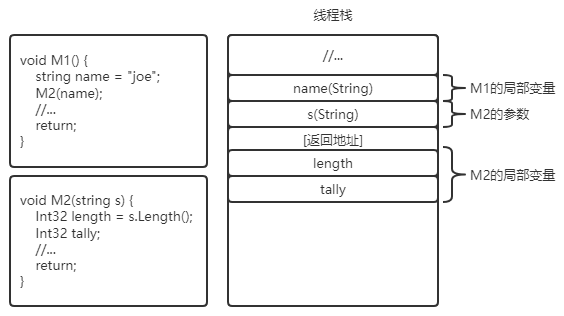 线程栈
void M1() {
string name = "joe";
M2(name);
//...
return;
}
void M2(string s) {
Int32 length = s.Length();
Int32 tally;
//...
return;
}
//...
name(String)
s(String)
[返回地址]
length
tally
M1的局部变量
M2的参数
M2的局部变量